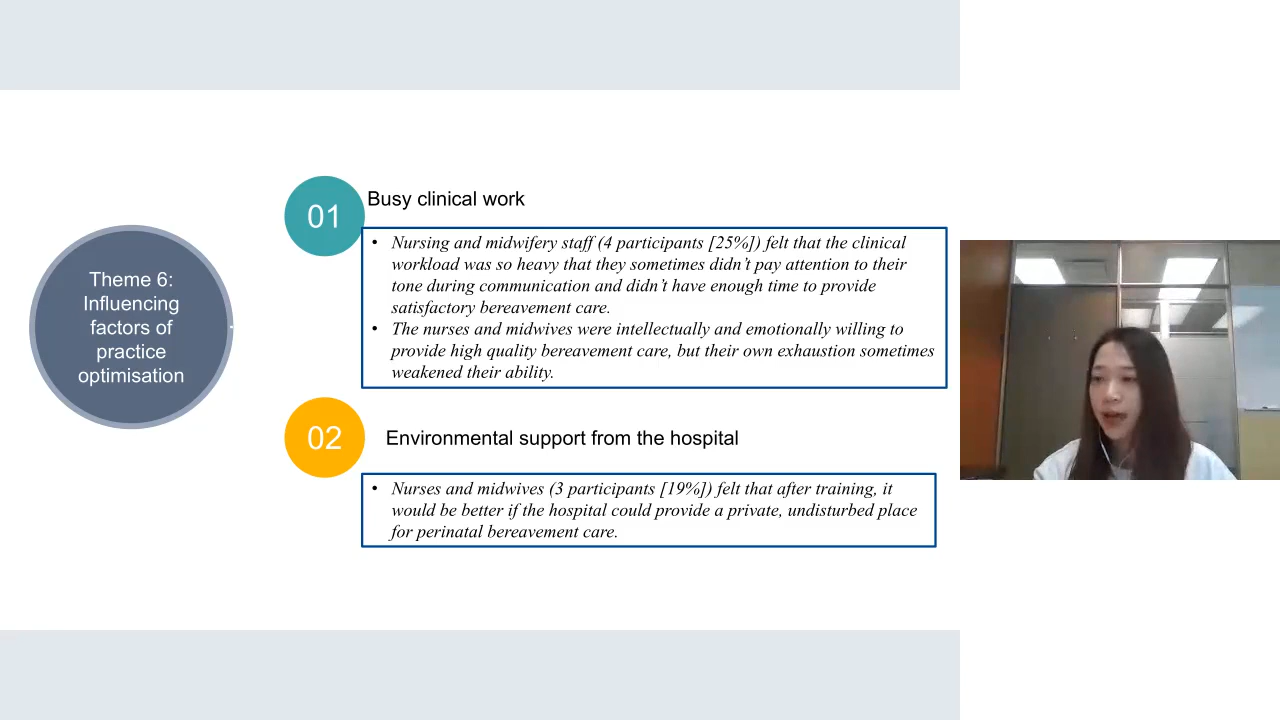 Theme 6:
Influencing
factors of
practice
optimisation
01
Busy clinical work
• Nursing and midwifery staff (4 participants [25%]) felt that the clinical
workload was so heavy that they sometimes didn’t pay attention to their
tone during communication and didn’t have enough time to provide
satisfactory bereavement care.
• The nurses and midwives were intellectually and emotionally willing to
provide high quality bereavement care, but their own exhaustion sometimes
weakened their ability.
02
Environmental support from the hospital
• Nurses and midwives (3 participants [19%]) felt that after training, it
would be better if the hospital could provide a private, undisturbed place
for perinatal bereavement care.